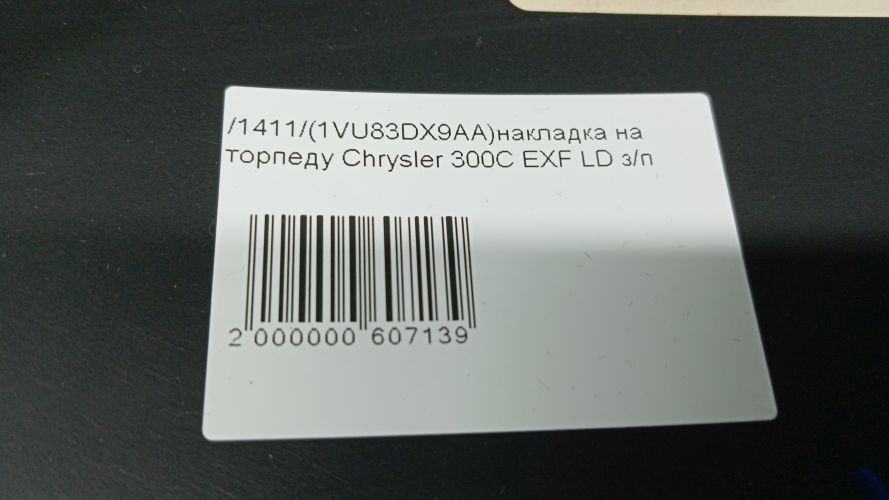 /1411/(1VU83DX9AA)накладка на
торпеду Chrysler 300C EXF LD з/п
2 000000 607139